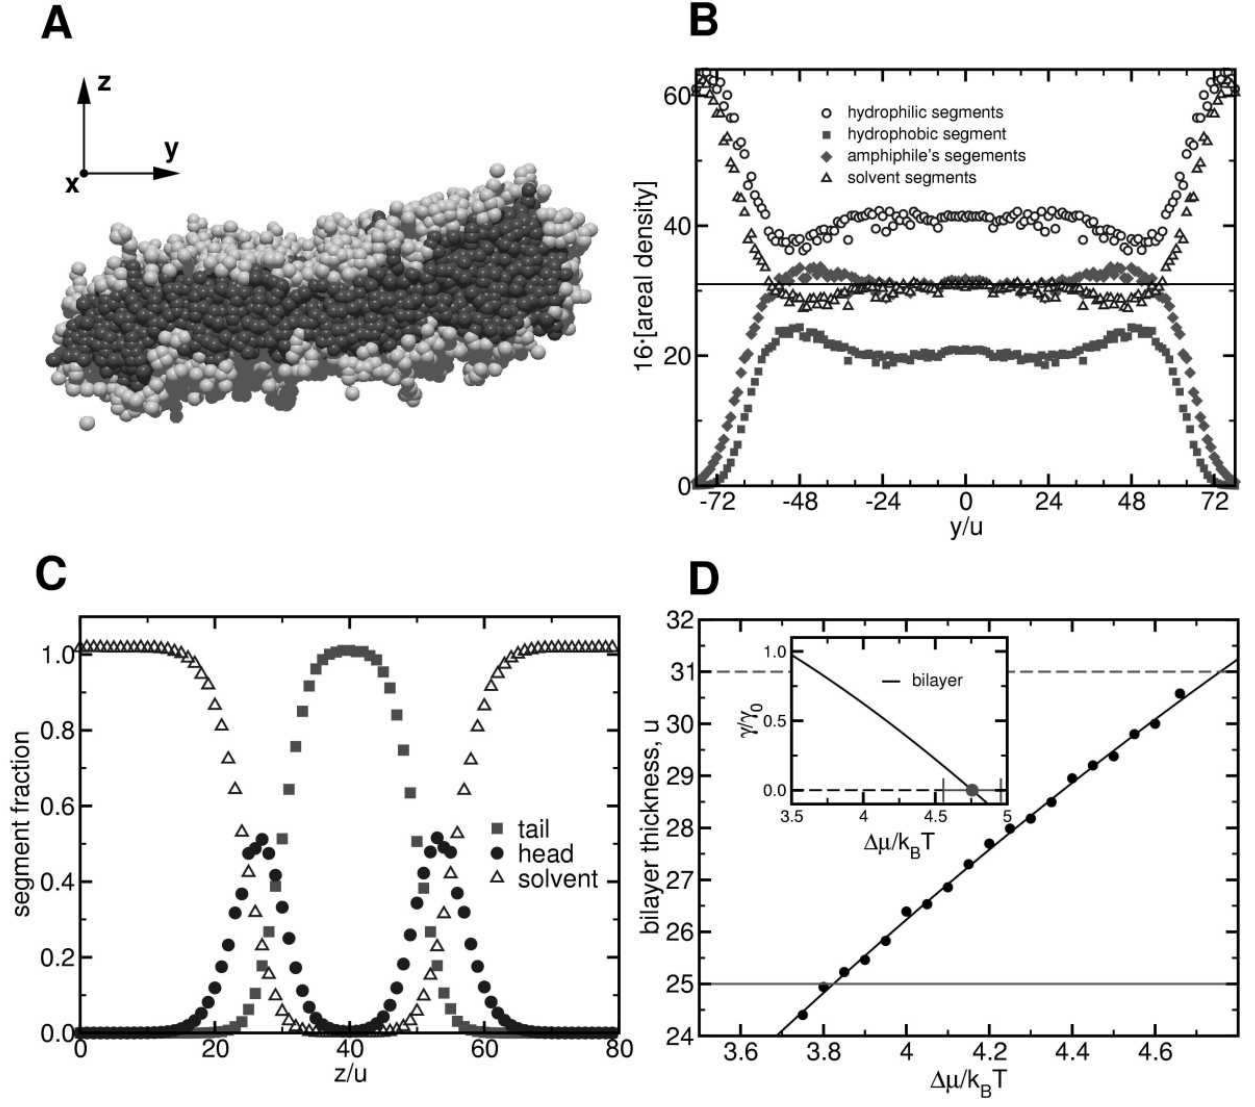 A
z
y
x
B
16·[areal density]
60
40
20
0
hydrophilic segments
hydrophobic segment
amphiphile's segements
solvent segments
-72 -48 -24 0 24 48 72
y/u
C
segment fraction
1.0
0.8
0.6
0.4
0.2
0.0
tail
head
solvent
0 20 40 60 80
z/u
D
bilayer thickness, u
32
31
30
29
28
27
26
25
24
γ/γ0
1.0
0.5
0.0
bilayer
3.5 4 4.5 5
Δμ/kBT
3.6 3.8 4 4.2 4.4 4.6
Δμ/kBT